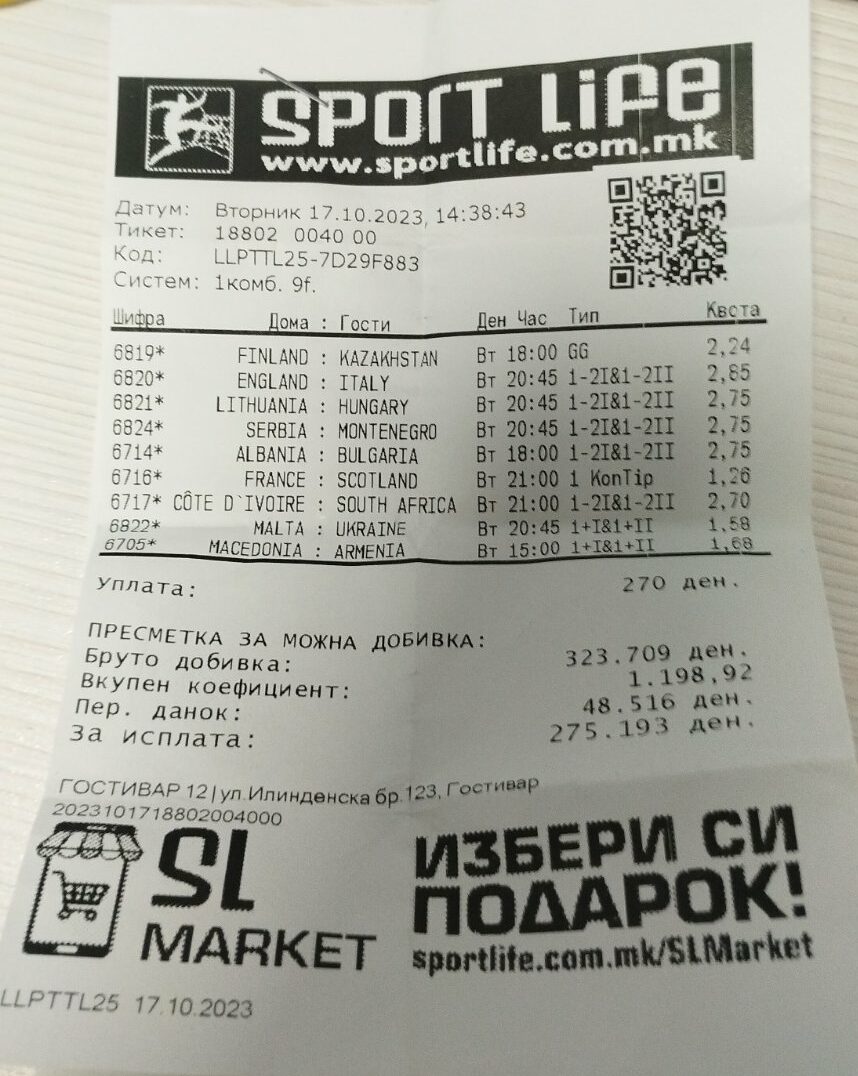 SPORT LiFe
www.sportlife.com.mk
Датум: Вторник 17.10.2023, 14:38:43
Тикет: 18802 0040 00
Код: LLPTTL25-7D29F883
Систем: 1комб. 9f.
Шифра Дома : Гости Ден Час Тип Квота
6819* FINLAND : KAZAKHSTAN Вт 18:00 GG 2,24
6820* ENGLAND : ITALY Вт 20:45 1-2I&1-2II 2,85
6821* LITHUANIA : HUNGARY Вт 20:45 1-2I&1-2II 2,75
6824* SERBIA : MONTENEGRO Вт 20:45 1-2I&1-2II 2,75
6714* ALBANIA : BULGARIA Вт 18:00 1-2I&1-2II 2,75
6716* FRANCE : SCOTLAND Вт 21:00 1 KonTip 1,26
6717* CÔTE D`IVOIRE : SOUTH AFRICA Вт 21:00 1-2I&1-2II 2,70
6822* MALTA : UKRAINE Вт 20:45 1+I&1+II 1,58
6705* MACEDONIA : ARMENIA Вт 15:00 1+I&1+II 1,68
Уплата: 270 ден.
ПРЕСМЕТКА ЗА МОЖНА ДОБИВКА:
Бруто добивка: 323.709 ден.
Вкупен коефициент: 1.198,92
Пер. данок: 48.516 ден.
За исплата: 275.193 ден.
ГОСТИВАР 12|ул.Илинденска бр.123, Гостивар
2023101718802004000
SL
MARKET
ИЗБЕРИ СИ
ПОДАРОК!
sportlife.com.mk/SLMarket
LLPTTL25 17.10.2023